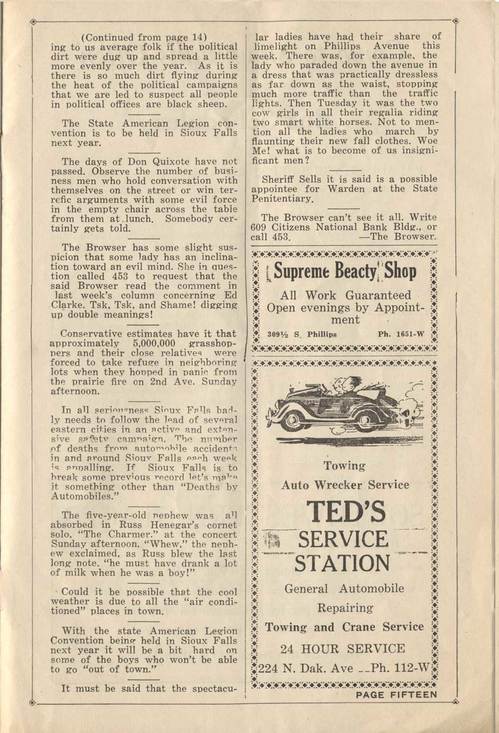 (Continued from page 14)
ing to us average folk if the political
dirt were dug up and spread a little
more evenly over the year. As it is
there is so much dirt flying during
the heat of the political campaigns
that we are led to suspect all people
in political offices are black sheep.
The State American Legion con-
vention is to be held in Sioux Falls
next year.
The days of Don Quixote have not
passed. Observe the number of busi-
ness men who hold conversation with
themselves on the street or win ter-
refic arguments with some evil force
in the empty chair across the table
from them at lunch. Somebody cer-
tainly gets told.
The Browser has some slight sus-
picion that some lady has an inclina-
tion toward an evil mind. She in ques-
tion called 453 to request that the
said Browser read the comment in
last week's column concerning Ed
Clarke. Tsk, Tsk, and Shame! digging
up double meanings!
Conservative estimates have it that
approximately 5,000,000 grasshop-
pers and their close relatives were
forced to take refuge in neighboring
lots when they hopped in panic from
the prairie fire on 2nd Ave. Sunday
afternoon.
In all seriousness Sioux Falls bad-
ly needs to follow the lead of several
eastern cities in an active and exten-
sive safety campaign. The number
of deaths from automobile accidents
in and around Sioux Falls each week
is appalling. If Sioux Falls is to
break some previous record let's make
it something other than "Deaths by
Automobiles."
The five-year-old nephew was all
absorbed in Russ Henegar's cornet
solo, "The Charmer." at the concert
Sunday afternoon. "Whew," the neph-
ew exclaimed, as Russ blew the last
long note, "he must have drank a lot
of milk when he was a boy!"
Could it be possible that the cool
weather is due to all the "air condi-
tioned" places in town.
With the state American Legion
Convention being held in Sioux Falls
next year it will be a bit hard on
some of the boys who won't be able
to go "out of town."
It must be said that the spectacu-
lar ladies have had their share of
limelight on Phillips Avenue this
week. There was, for example, the
lady who paraded down the avenue in
a dress that was practically dressless
as far down as the waist, stopping
much more traffic than the traffic
lights. Then Tuesday it was the two
cow girls in all their regalia riding
two smart white horses. Not to men-
tion all the ladies who march by
flaunting their new fall clothes. Woe
Me! what is to become of us insigni-
ficant men?
Sheriff Sells it is said is a possible
appointee for Warden at the State
Penitentiary.
The Browser can't see it all. Write
609 Citizens National Bank Bldg., or
call 453. —The Browser.
Supreme Beacty Shop
All Work Guaranteed
Open evenings by Appoint-
ment
309½ S. Phillips Ph. 1651-W
Towing
Auto Wrecker Service
TED'S
SERVICE
STATION
General Automobile
Repairing
Towing and Crane Service
24 HOUR SERVICE
224 N. Dak. Ave __Ph. 112-W
PAGE FIFTEEN